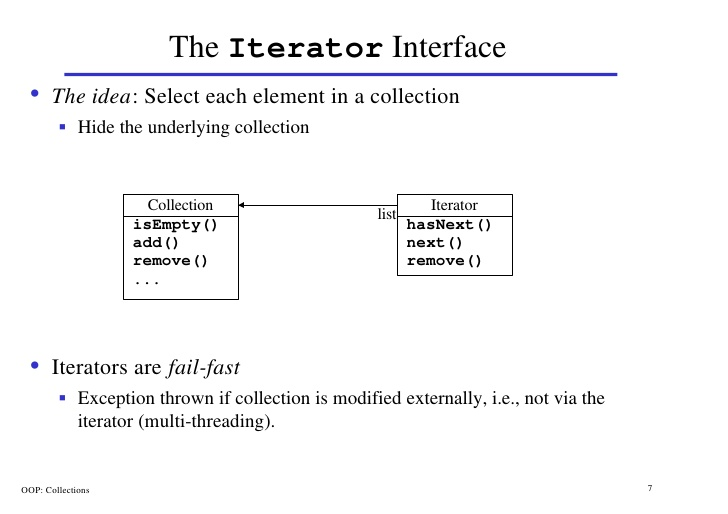 The Iterator Interface
• The idea: Select each element in a collection
▪ Hide the underlying collection
Collection
isEmpty()
add()
remove()
...
list
Iterator
hasNext()
next()
remove()
• Iterators are fail-fast
▪ Exception thrown if collection is modified externally, i.e., not via the
iterator (multi-threading).
OOP: Collections
7